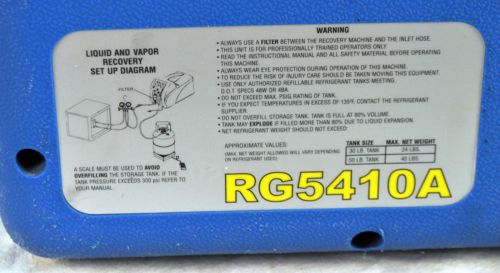 LIQUID AND VAPOR
RECOVERY
SET UP DIAGRAM
FILTER
A SCALE MUST BE USED TO AVOID
OVERFILLING THE STORAGE TANK. IF THE
TANK PRESSURE EXCEEDS 300 psi REFER TO
YOUR MANUAL.
WARNING
• ALWAYS USE A FILTER BETWEEN THE RECOVERY MACHINE AND THE INLET HOSE
• THIS UNIT IS FOR PROFESSIONALLY TRAINED OPERATORS ONLY.
• READ THE INSTRUCTIONAL MANUAL AND ALL SAFETY MATERIAL BEFORE OPERATING
THIS MACHINE.
• ALWAYS WEAR EYE PROTECTION DURING OPERATION OF THIS MACHINE.
• TO REDUCE THE RISK OF INJURY CARE SHOULD BE TAKEN MOVING THIS EQUIPMENT.
• USE ONLY AUTHORIZED REFILLABLE REFRIGERANT TANKS MEETING.
D.O.T. SPECS 4BW OR 4BA.
• DO NOT EXCEED MAX. PSIG RATING OF TANK.
• IF YOU EXPECT TEMPERATURES IN EXCESS OF 130°F. CONTACT THE REFRIGERANT
SUPPLIER.
• DO NOT OVERFILL STORAGE TANK. TANK IS FULL AT 80% VOLUME.
• TANK MAY EXPLODE IF FILLED MORE THAN 80% DUE TO LIQUID EXPANSION.
• NET REFRIGERANT WEIGHT SHOULD NOT EXCEED.
APPROXIMATE VALUES:
(MAX. NET WEIGHT ALLOWED WILL VARY DEPENDING
ON REFRIGERANT USED)
TANK SIZE MAX. NET WEIGHT
30 LB. TANK 24 LBS.
50 LB. TANK 40 LBS.
RG5410A